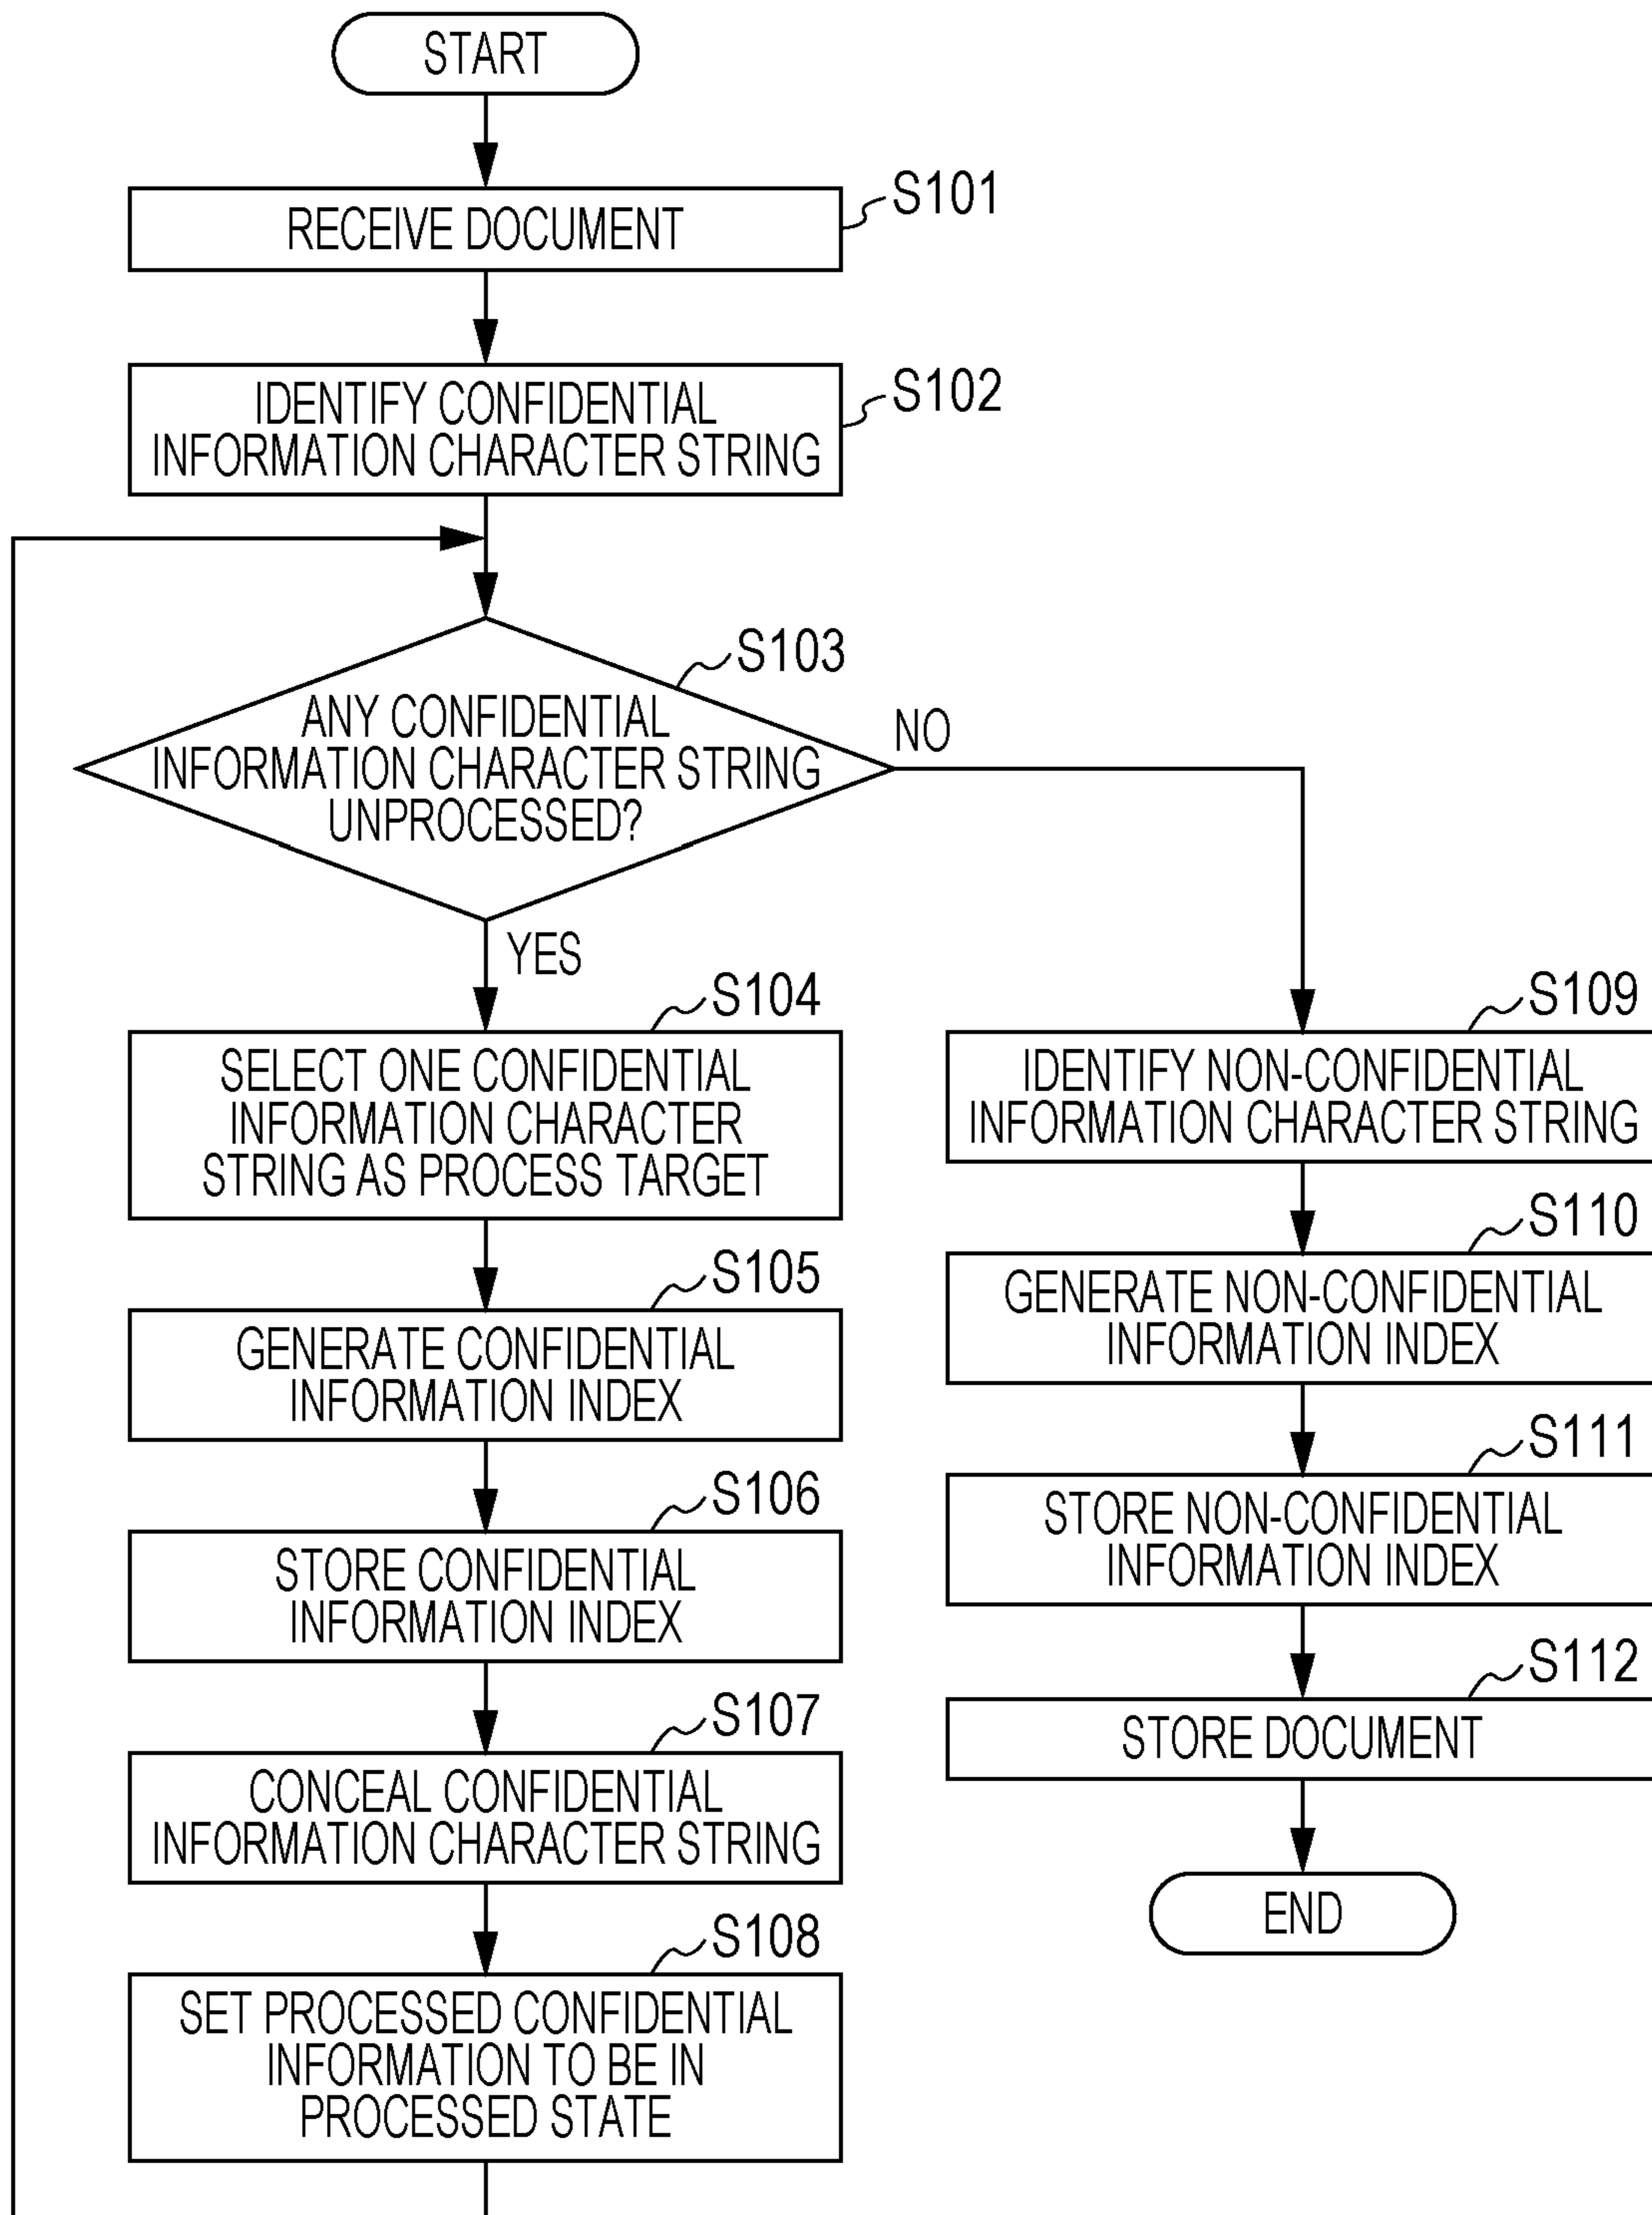 START
S101
RECEIVE DOCUMENT
S102
IDENTIFY CONFIDENTIAL
INFORMATION CHARACTER STRING
S103
ANY CONFIDENTIAL
INFORMATION CHARACTER STRING
UNPROCESSED?
NO
YES
S104
SELECT ONE CONFIDENTIAL
INFORMATION CHARACTER
STRING AS PROCESS TARGET
S105
GENERATE CONFIDENTIAL
INFORMATION INDEX
S106
STORE CONFIDENTIAL
INFORMATION INDEX
S107
CONCEAL CONFIDENTIAL
INFORMATION CHARACTER STRING
S108
SET PROCESSED CONFIDENTIAL
INFORMATION TO BE IN
PROCESSED STATE
S109
IDENTIFY NON-CONFIDENTIAL
INFORMATION CHARACTER STRING
S110
GENERATE NON-CONFIDENTIAL
INFORMATION INDEX
S111
STORE NON-CONFIDENTIAL
INFORMATION INDEX
S112
STORE DOCUMENT
END